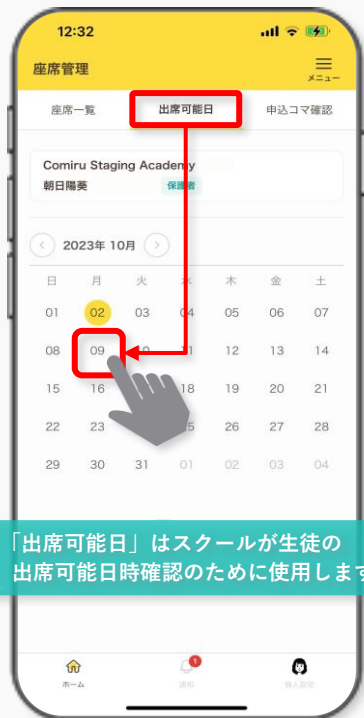 12:32
座席管理
メニュー
座席一覧 出席可能日 申込コマ確認
Comiru Staging Academy
朝日陽葵 保護者
2023年 10月
日 月 火 水 木 金 土
01 02 03 04 05 06 07
08 09 10 11 12 13 14
15 16 18 19 20 21
22 23 25 26 27 28
29 30 31 01 02 03 04
「出席可能日」はスクールが生徒の
出席可能日時確認のために使用します
1
ホーム 通知 個人設定